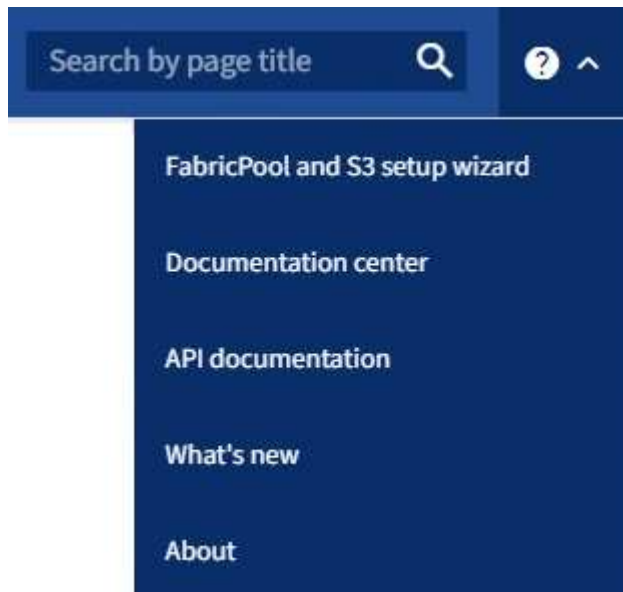 Search by page title
FabricPool and S3 setup wizard
Documentation center
API documentation
What's new
About